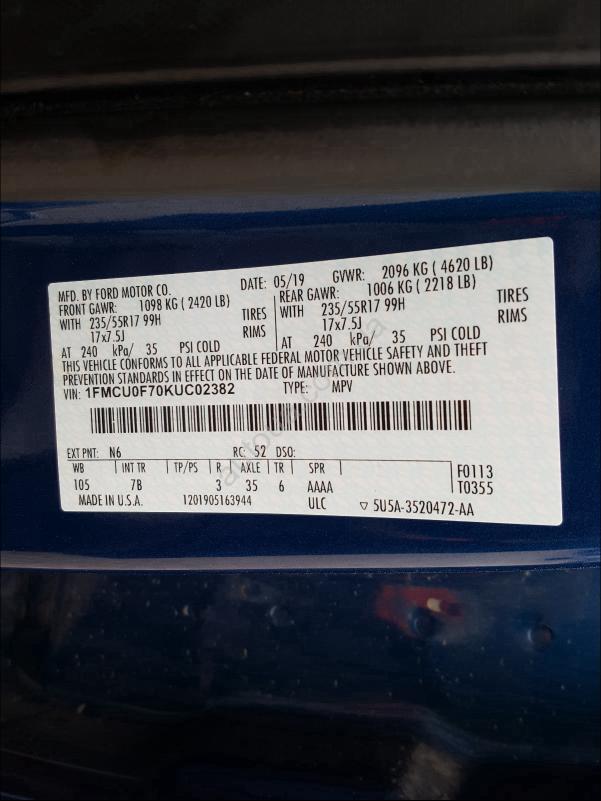 MFD. BY FORD MOTOR CO. DATE: 05/19 GVWR: 2096 KG ( 4620 LB)
FRONT GAWR: 1098 KG ( 2420 LB) REAR GAWR: 1006 KG ( 2218 LB)
WITH 235/55R17 99H TIRES WITH 235/55R17 99H TIRES
17x7.5J RIMS 17x7.5J RIMS
AT 240 kPa/ 35 PSI COLD AT 240 kPa/ 35 PSI COLD
THIS VEHICLE CONFORMS TO ALL APPLICABLE FEDERAL MOTOR VEHICLE SAFETY AND THEFT
PREVENTION STANDARDS IN EFFECT ON THE DATE OF MANUFACTURE SHOWN ABOVE.
VIN: 1FMCU0F70KUC02382 TYPE: MPV
EXT PNT: N6 RC: 52 DSO:
WB INT TR TP/PS R AXLE TR SPR F0113
105 7B 3 35 6 AAAA T0355
MADE IN U.S.A. 1201905163944 ULC ▽ 5U5A-3520472-AA